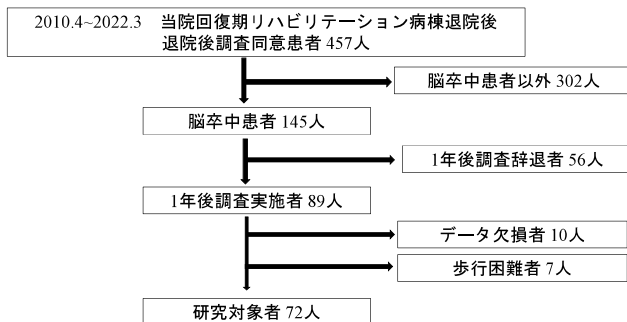 2010.4~2022.3　当院回復期リハビリテーション病棟退院後
退院後調査同意患者 457人
脳卒中患者以外 302人
脳卒中患者 145人
1年後調査辞退者 56人
1年後調査実施者 89人
データ欠損者 10人
歩行困難者 7人
研究対象者 72人